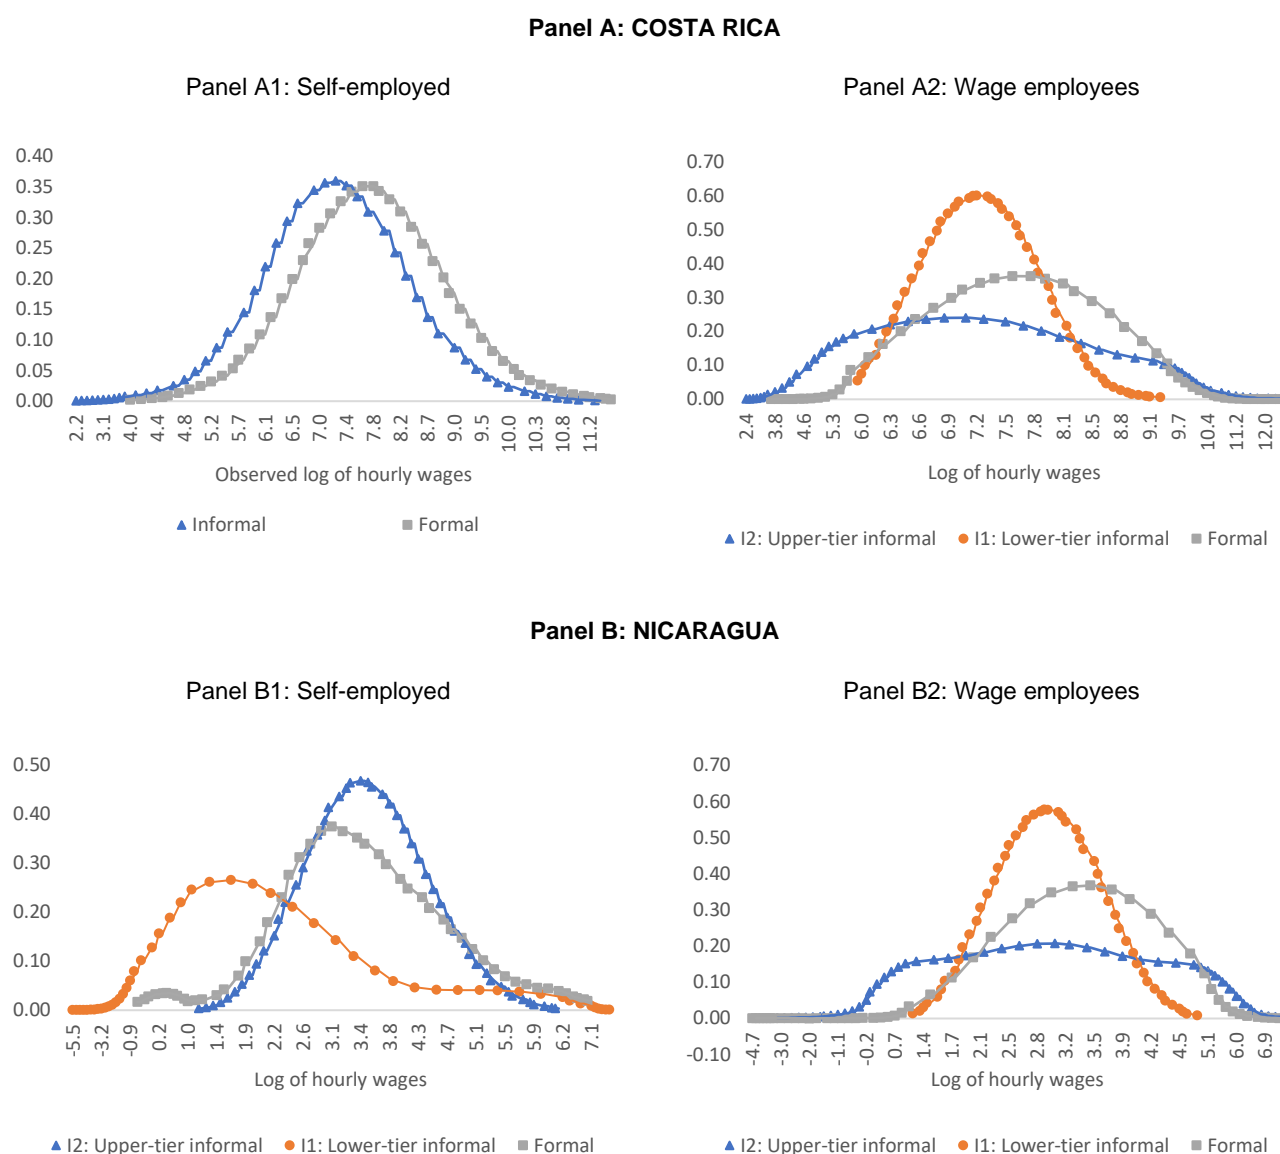 Panel A: COSTA RICA
Panel A1: Self-employed
0.40
0.35
0.30
0.25
0.20
0.15
0.10
0.05
0.00
2.2 3.1 4.0 4.4 4.8 5.2 5.7 6.1 6.5 7.0 7.4 7.8 8.2 8.7 9.0 9.5 10.0 10.3 10.8 11.2
Observed log of hourly wages
Informal Formal
Panel A2: Wage employees
0.70
0.60
0.50
0.40
0.30
0.20
0.10
0.00
2.4 3.8 4.6 5.3 6.0 6.3 6.6 6.9 7.2 7.5 7.8 8.1 8.5 8.8 9.1 9.7 10.4 11.2 12.0
Log of hourly wages
I2: Upper-tier informal I1: Lower-tier informal Formal
Panel B: NICARAGUA
Panel B1: Self-employed
0.50
0.40
0.30
0.20
0.10
0.00
-5.5 -3.2 -0.9 0.2 1.0 1.4 1.9 2.2 2.6 3.1 3.4 3.8 4.3 4.7 5.1 5.5 5.9 6.2 7.1
Log of hourly wages
I2: Upper-tier informal I1: Lower-tier informal Formal
Panel B2: Wage employees
0.70
0.60
0.50
0.40
0.30
0.20
0.10
0.00
-0.10
-4.7 -3.0 -2.0 -1.1 -0.2 0.7 1.4 1.7 2.1 2.5 2.8 3.2 3.5 3.9 4.2 4.5 5.1 6.0 6.9
Log of hourly wages
I2: Upper-tier informal I1: Lower-tier informal Formal